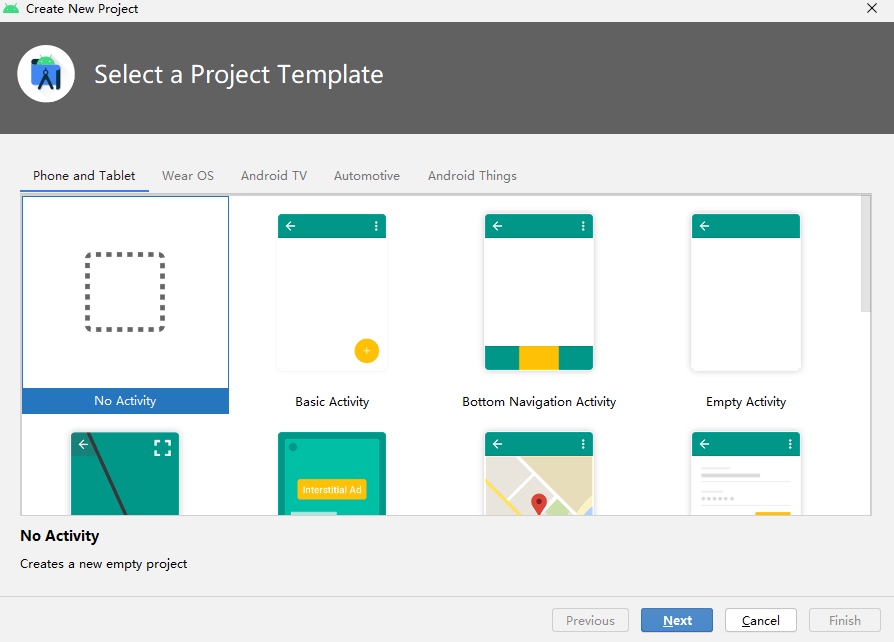 Create New Project
Select a Project Template
Phone and Tablet
Wear OS
Android TV
Automotive
Android Things
No Activity
Basic Activity
Bottom Navigation Activity
Empty Activity
Interstitial Ad
No Activity
Creates a new empty project
Previous
Next
Cancel
Finish